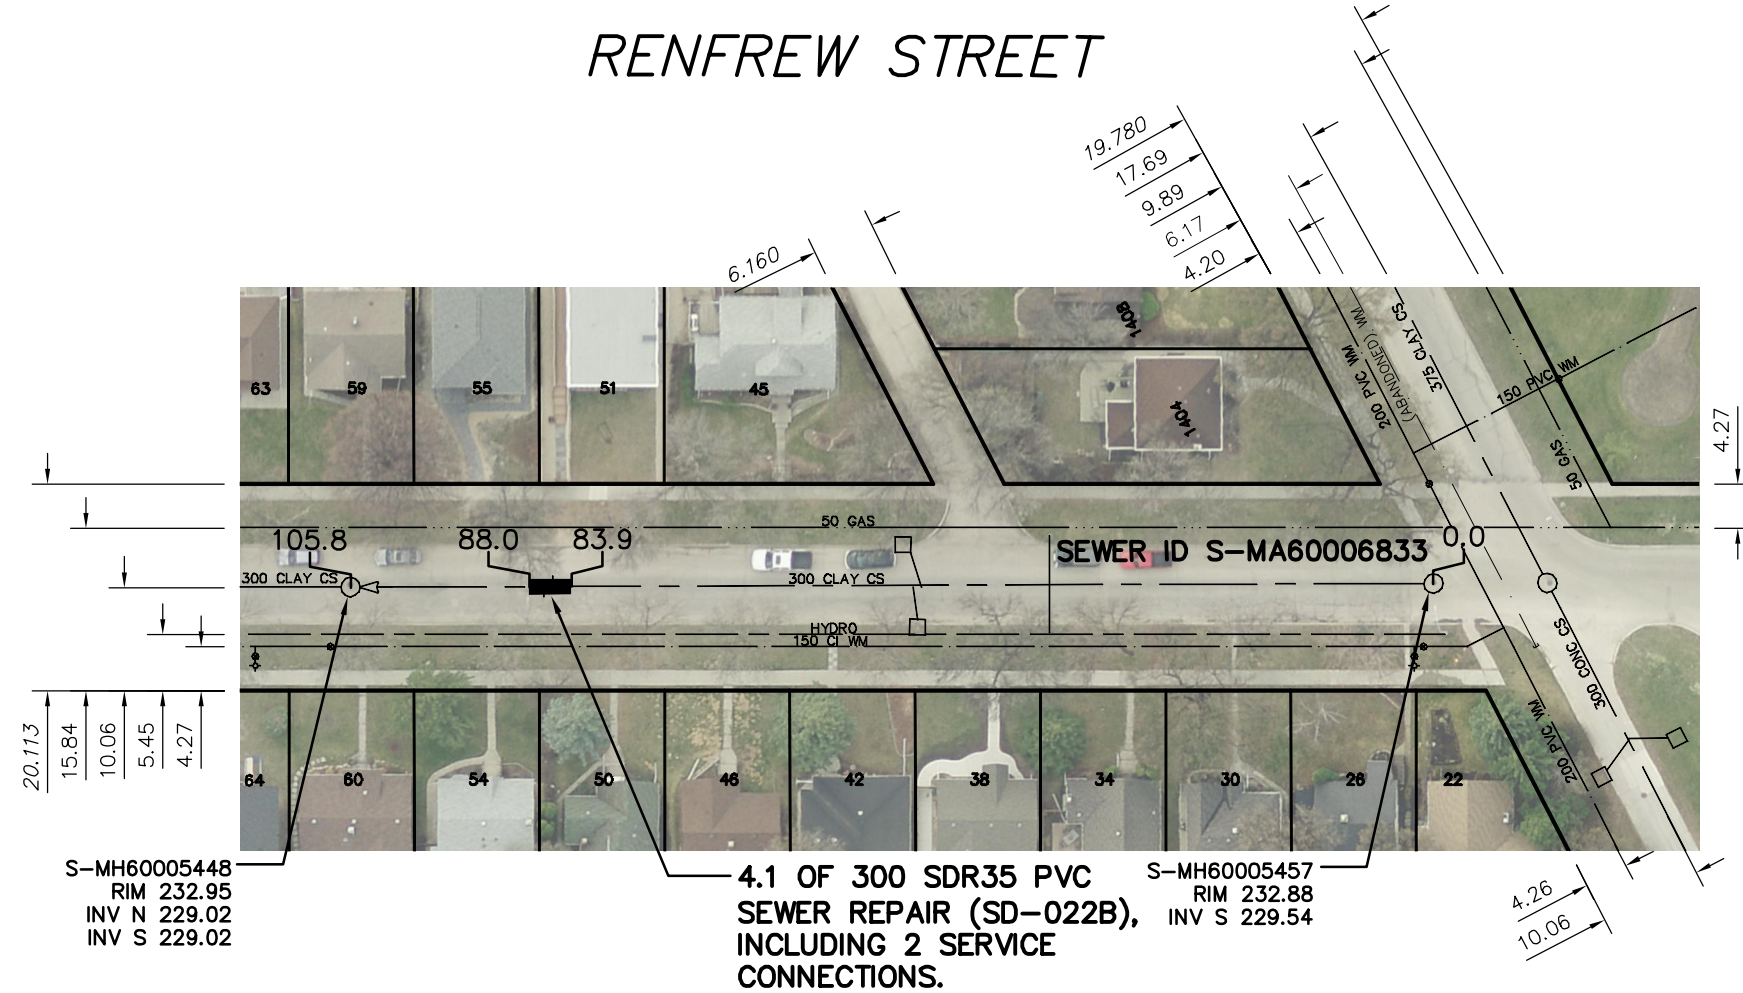 RENFREW STREET
19.780
17.69
9.89
6.17
4.20
6.160
1408
63
59
55
51
45
1404
200 PVC WM
(ABANDONED) WM
375 CLAY CS
150 PVC WM
50 GAS
4.27
50 GAS
105.8
88.0
83.9
SEWER ID S-MA60006833
0.0
300 CLAY CS
300 CLAY CS
HYDRO
150 CI WM
300 CONC CS
200 PVC WM
20.113
15.84
10.06
5.45
4.27
64
60
54
50
46
42
38
34
30
26
22
S-MH60005448
RIM 232.95
INV N 229.02
INV S 229.02
4.1 OF 300 SDR35 PVC
SEWER REPAIR (SD-022B),
INCLUDING 2 SERVICE
CONNECTIONS.
S-MH60005457
RIM 232.88
INV S 229.54
4.26
10.06